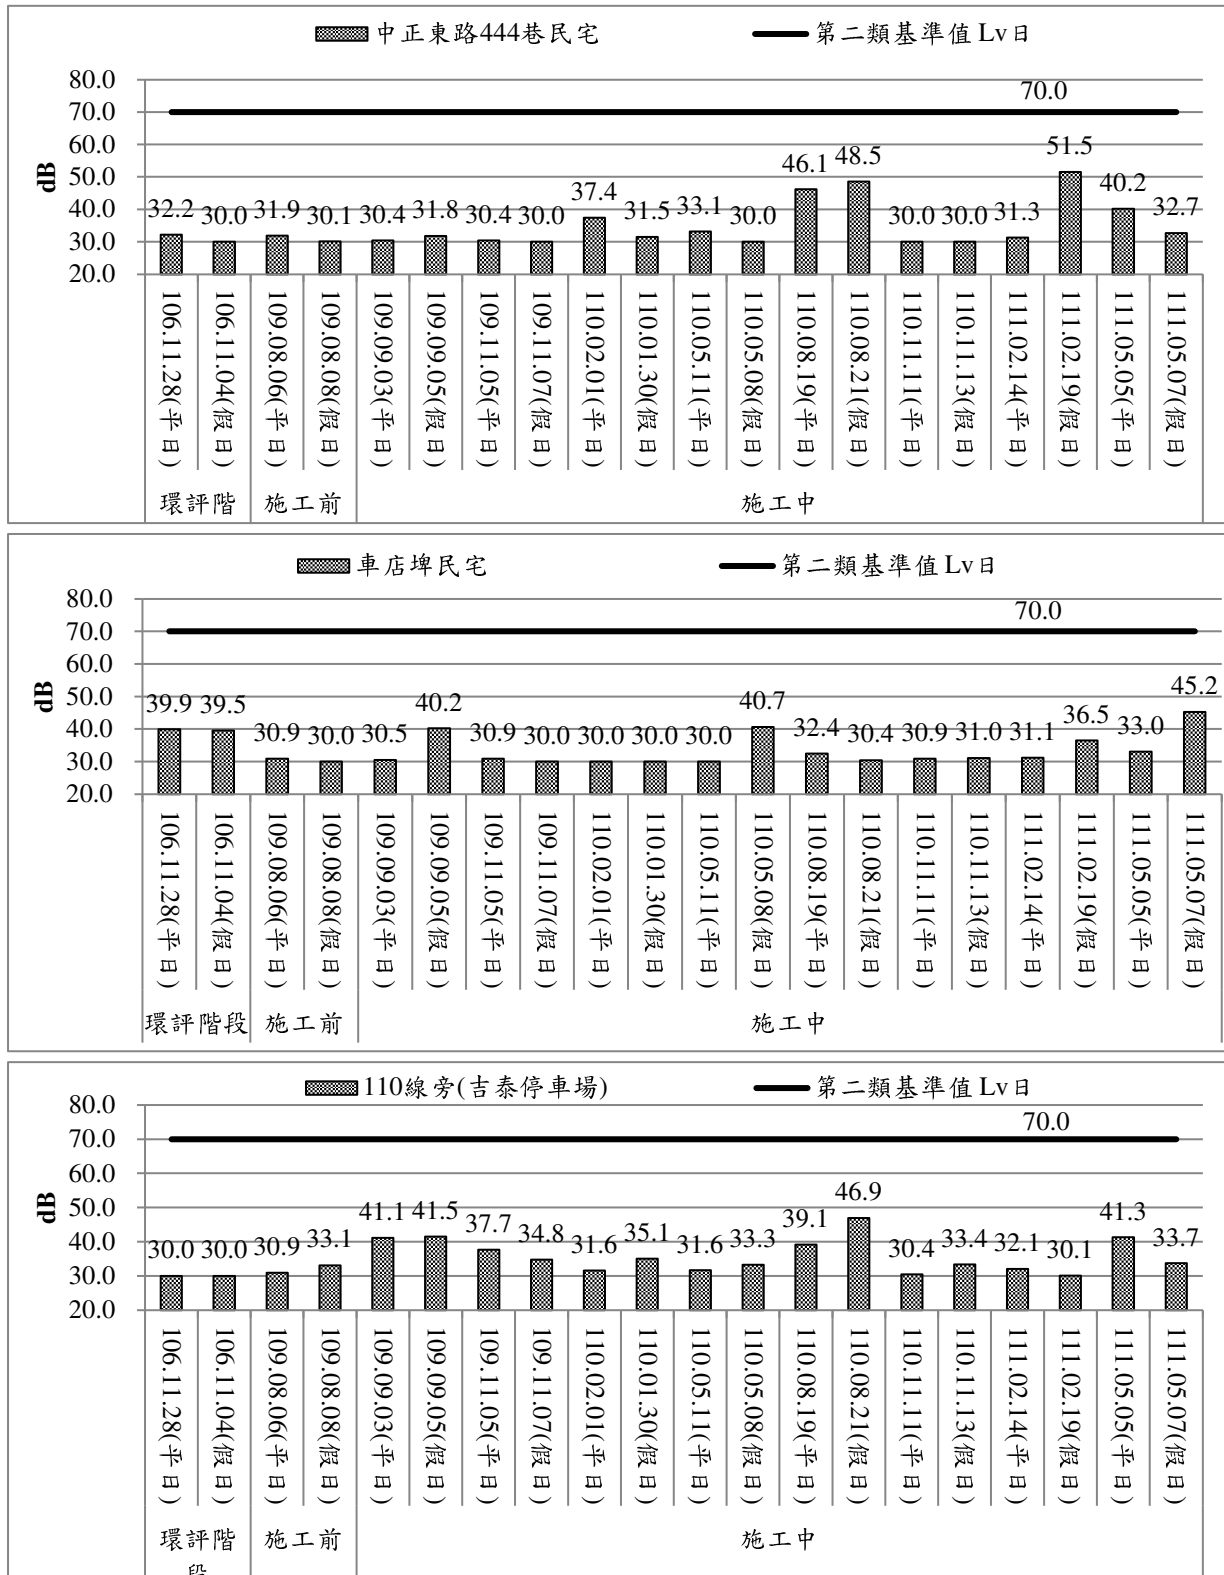 中正東路444巷民宅 第二類基準值 Lv日
80.0
70.0
60.0
50.0
40.0
30.0
20.0
dB
70.0
32.2 30.0 31.9 30.1 30.4 31.8 30.4 30.0 37.4 31.5 33.1 30.0 46.1 48.5 30.0 30.0 31.3 51.5 40.2 32.7
106.11.28(平日)
106.11.04(假日)
109.08.06(平日)
109.08.08(假日)
109.09.03(平日)
109.09.05(假日)
109.11.05(平日)
109.11.07(假日)
110.02.01(平日)
110.01.30(假日)
110.05.11(平日)
110.05.08(假日)
110.08.19(平日)
110.08.21(假日)
110.11.11(平日)
110.11.13(假日)
111.02.14(平日)
111.02.19(假日)
111.05.05(平日)
111.05.07(假日)
環評階 施工前 施工中
車店埤民宅 第二類基準值 Lv日
80.0
70.0
60.0
50.0
40.0
30.0
20.0
dB
70.0
39.9 39.5 30.9 30.0 30.5 40.2 30.9 30.0 30.0 30.0 30.0 40.7 32.4 30.4 30.9 31.0 31.1 36.5 33.0 45.2
106.11.28(平日)
106.11.04(假日)
109.08.06(平日)
109.08.08(假日)
109.09.03(平日)
109.09.05(假日)
109.11.05(平日)
109.11.07(假日)
110.02.01(平日)
110.01.30(假日)
110.05.11(平日)
110.05.08(假日)
110.08.19(平日)
110.08.21(假日)
110.11.11(平日)
110.11.13(假日)
111.02.14(平日)
111.02.19(假日)
111.05.05(平日)
111.05.07(假日)
環評階段 施工前 施工中
110線旁(吉泰停車場) 第二類基準值 Lv日
80.0
70.0
60.0
50.0
40.0
30.0
20.0
dB
70.0
30.0 30.0 30.9 33.1 41.1 41.5 37.7 34.8 31.6 35.1 31.6 33.3 39.1 46.9 30.4 33.4 32.1 30.1 41.3 33.7
106.11.28(平日)
106.11.04(假日)
109.08.06(平日)
109.08.08(假日)
109.09.03(平日)
109.09.05(假日)
109.11.05(平日)
109.11.07(假日)
110.02.01(平日)
110.01.30(假日)
110.05.11(平日)
110.05.08(假日)
110.08.19(平日)
110.08.21(假日)
110.11.11(平日)
110.11.13(假日)
111.02.14(平日)
111.02.19(假日)
111.05.05(平日)
111.05.07(假日)
環評階 施工前 施工中
段